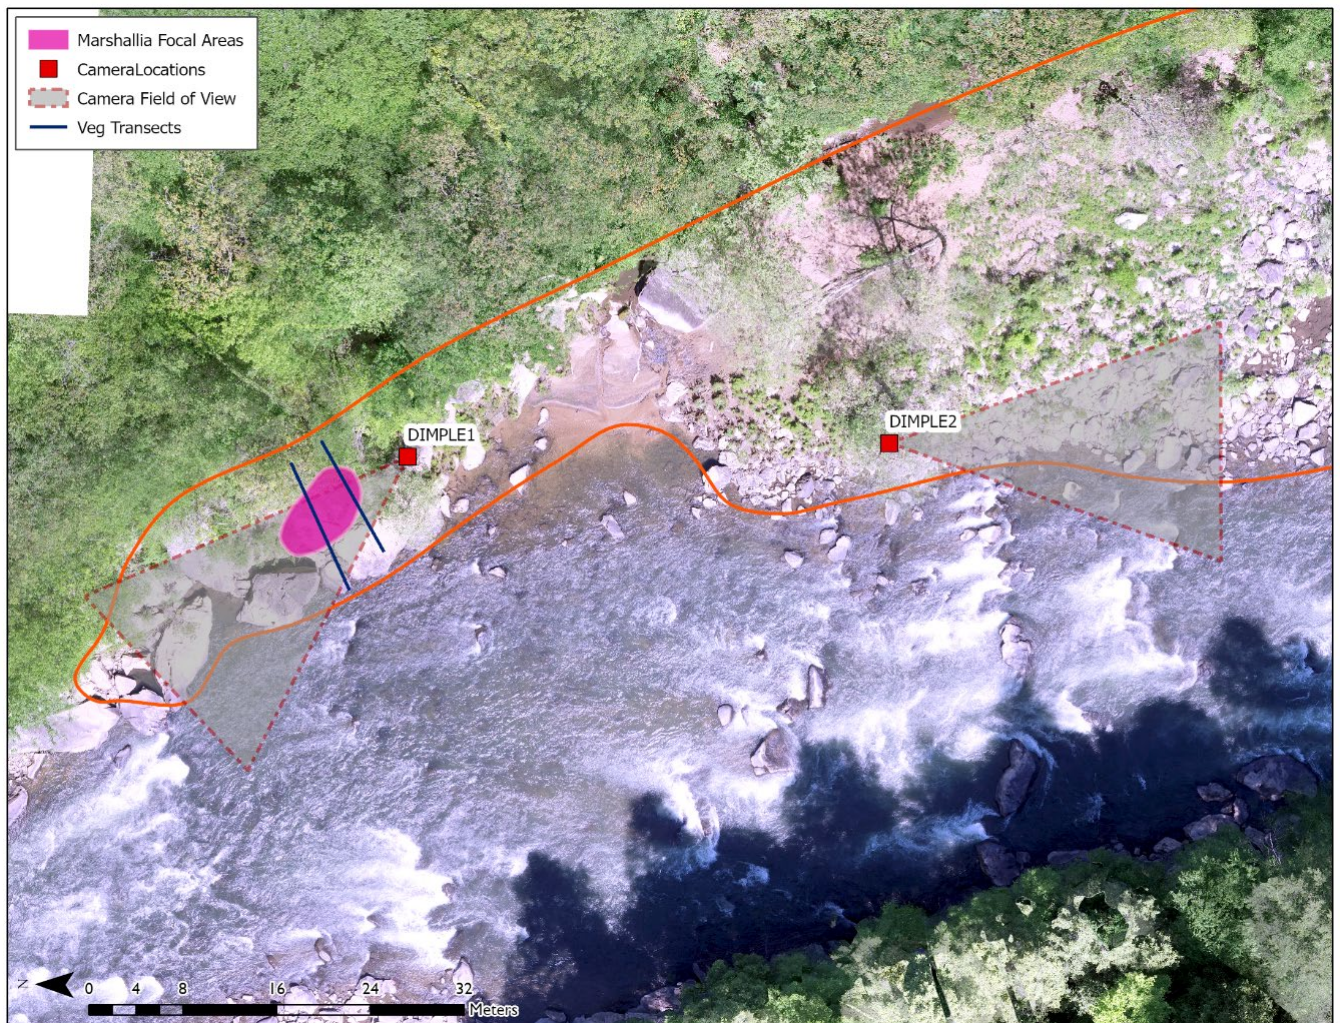 Marshallia Focal Areas
CameraLocations
Camera Field of View
Veg Transects
DIMPLE1
DIMPLE2
N
0 4 8 16 24 32
Meters